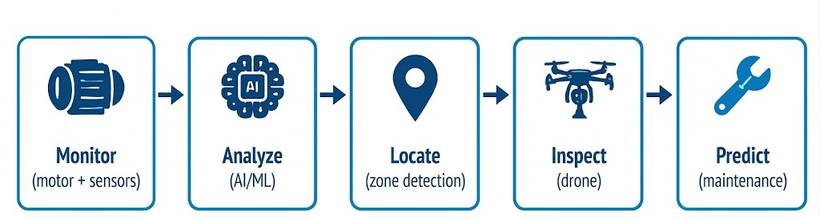 Monitor
(motor + sensors)
AI
Analyze
(AI/ML)
Locate
(zone detection)
Inspect
(drone)
Predict
(maintenance)